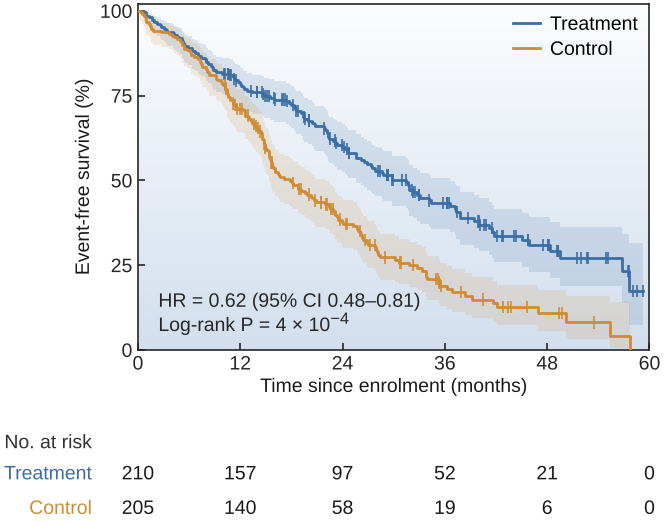 100
75
50
25
0
Event-free survival (%)
Treatment
Control
HR = 0.62 (95% CI 0.48–0.81)
Log-rank P = 4 × 10⁻⁴
0 12 24 36 48 60
Time since enrolment (months)
No. at risk
Treatment 210 157 97 52 21 0
Control 205 140 58 19 6 0